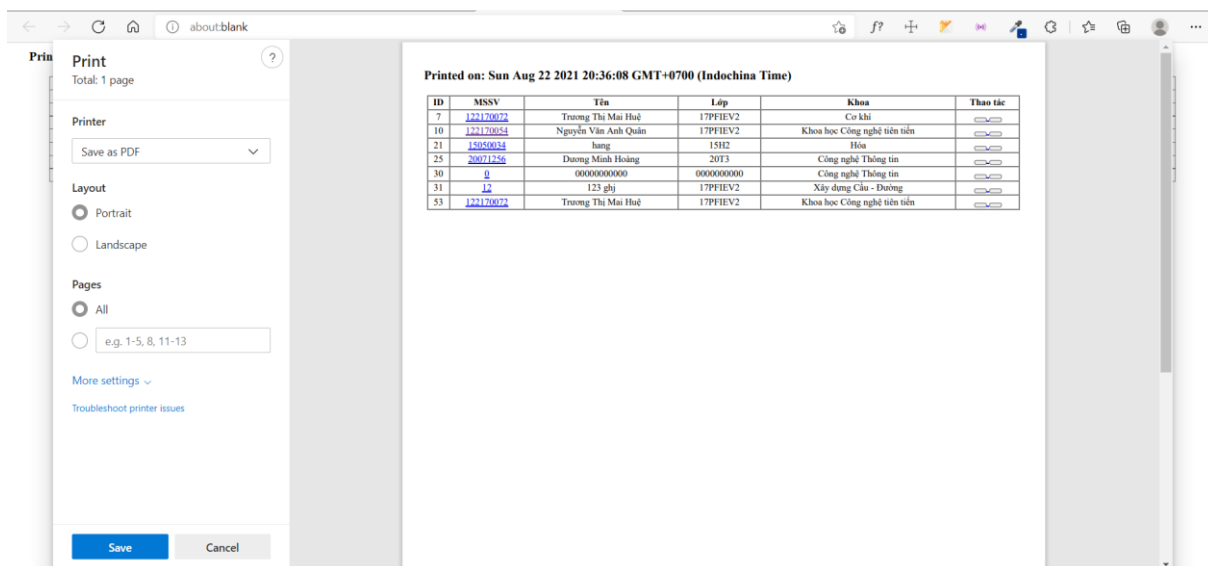 about:blank
f?
Prin
Print
?
Total: 1 page
Printer
Save as PDF
Layout
Portrait
Landscape
Pages
All
e.g. 1-5, 8, 11-13
More settings
Troubleshoot printer issues
Save Cancel
Printed on: Sun Aug 22 2021 20:36:08 GMT+0700 (Indochina Time)
ID MSSV Tên Lớp Khoa Thao tác
7 122170072 Trương Thị Mai Huệ 17PFIEV2 Cơ khí
10 122170054 Nguyễn Văn Anh Quân 17PFIEV2 Khoa học Công nghệ tiên tiến
21 15050034 hang 15H2 Hóa
25 20071256 Dương Minh Hoàng 20T3 Công nghệ Thông tin
30 0 00000000000 0000000000 Công nghệ Thông tin
31 12 123 ghj 17PFIEV2 Xây dựng Cầu - Đường
53 122170072 Trương Thị Mai Huệ 17PFIEV2 Khoa học Công nghệ tiên tiến